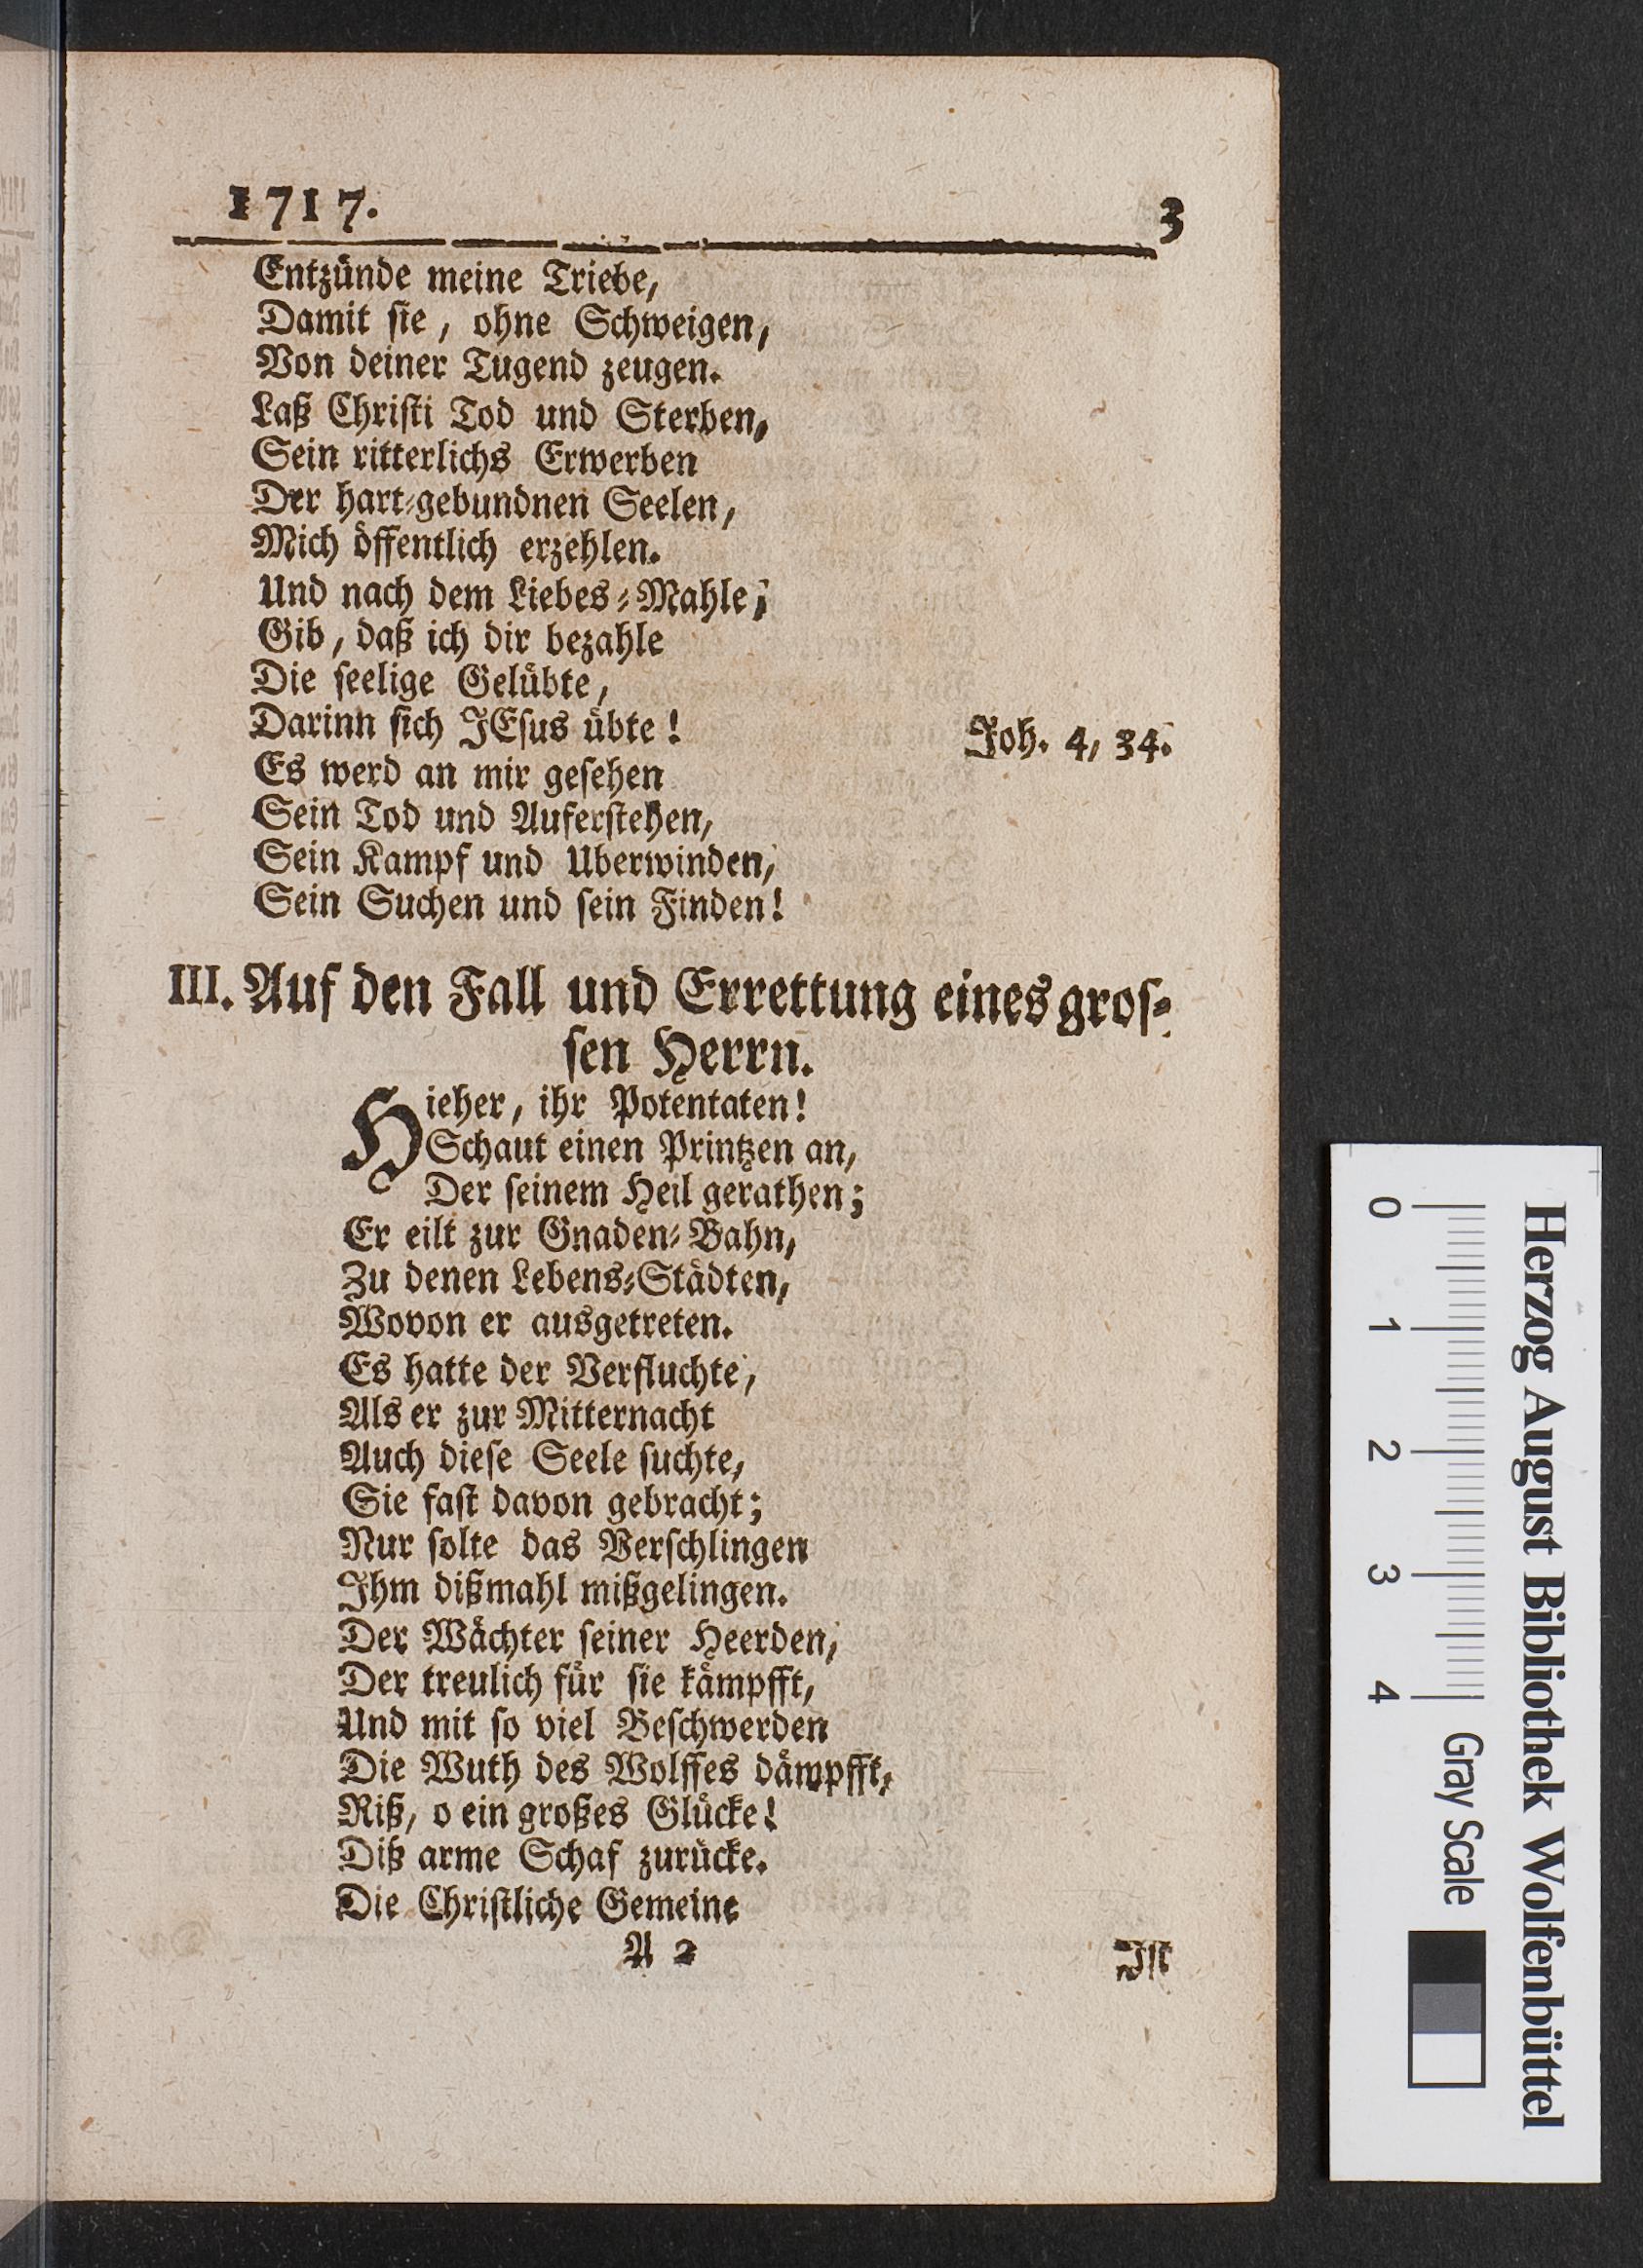 1717.
3
Entzünde meine Triebe,
Damit ſie, ohne Schweigen,
Von deiner Tugend zeugen.
Laß Chriſti Tod und Sterben,
Sein ritterlichs Erwerben
Der hart-gebundnen Seelen,
Mich öffentlich erzehlen.
Und nach dem Liebes-Mahle;
Gib, daß ich dir bezahle
Die ſeelige Gelübte,
Darinn ſich JEſus übte!
Joh. 4, 34.
Es werd an mir geſehen
Sein Tod und Auferſtehen,
Sein Kampf und Uberwinden,
Sein Suchen und ſein Finden!
III. Auf den Fall und Errettung eines groſ-
ſen Herrn.
Hieher, ihr Potentaten!
Schaut einen Printzen an,
Der ſeinem Heil gerathen;
Er eilt zur Gnaden-Bahn,
Zu denen Lebens-Städten,
Wovon er ausgetreten.
Es hatte der Verfluchte,
Als er zur Mitternacht
Auch dieſe Seele ſuchte,
Sie faſt davon gebracht;
Nur ſolte das Verſchlingen
Ihm dißmahl mißgelingen.
Der Wächter ſeiner Heerden,
Der treulich für ſie kämpfft,
Und mit ſo viel Beſchwerden
Die Wuth des Wolffes dämpfft,
Riß, o ein großes Glücke!
Diß arme Schaf zurücke.
Die Chriſtliche Gemeine
A 2
Iſt
Herzog August Bibliothek Wolfenbüttel
0 1 2 3 4 Gray Scale